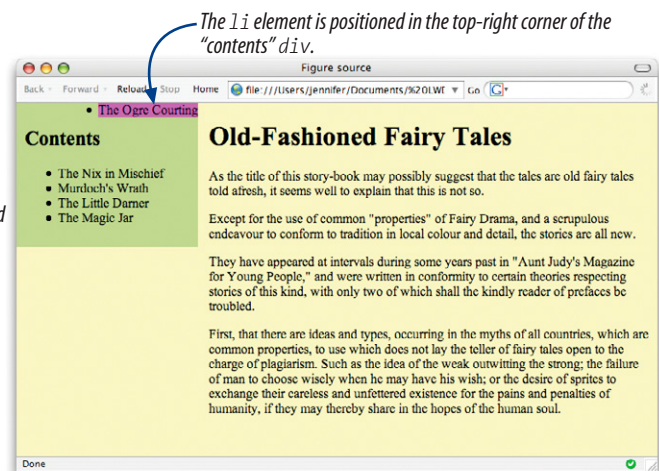 The li element is positioned in the top-right corner of the
“contents” div.
Figure source
Back Forward Reload Stop Home file:///Users/jennifer/Documents/%20LWD Go G
• The Ogre Courting
Contents
• The Nix in Mischief
• Murdoch's Wrath
• The Little Darner
• The Magic Jar
d
Old-Fashioned Fairy Tales
As the title of this story-book may possibly suggest that the tales are old fairy tales
told afresh, it seems well to explain that this is not so.
Except for the use of common "properties" of Fairy Drama, and a scrupulous
endeavour to conform to tradition in local colour and detail, the stories are all new.
They have appeared at intervals during some years past in "Aunt Judy's Magazine
for Young People," and were written in conformity to certain theories respecting
stories of this kind, with only two of which shall the kindly reader of prefaces be
troubled.
First, that there are ideas and types, occurring in the myths of all countries, which are
common properties, to use which does not lay the teller of fairy tales open to the
charge of plagiarism. Such as the idea of the weak outwitting the strong; the failure
of man to choose wisely when he may have his wish; or the desire of sprites to
exchange their careless and unfettered existence for the pains and penalties of
humanity, if they may thereby share in the hopes of the human soul.
Done